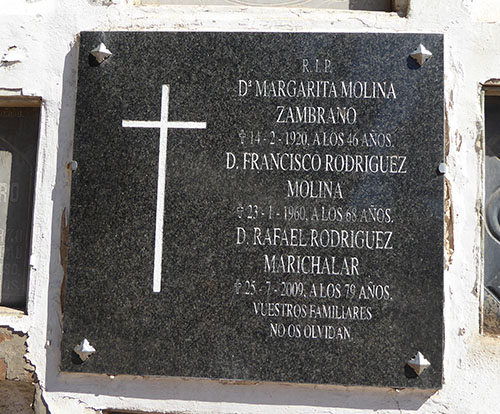 R.I.P.
Dª MARGARITA MOLINA
ZAMBRANO
✞ 14 - 2 - 1920, A LOS 46 AÑOS.
D. FRANCISCO RODRIGUEZ
MOLINA
✞ 23 - 1 - 1960, A LOS 68 AÑOS.
D. RAFAEL RODRIGUEZ
MARICHALAR
✞ 25 - 7 - 2009, A LOS 79 AÑOS.
VUESTROS FAMILIARES
NO OS OLVIDAN